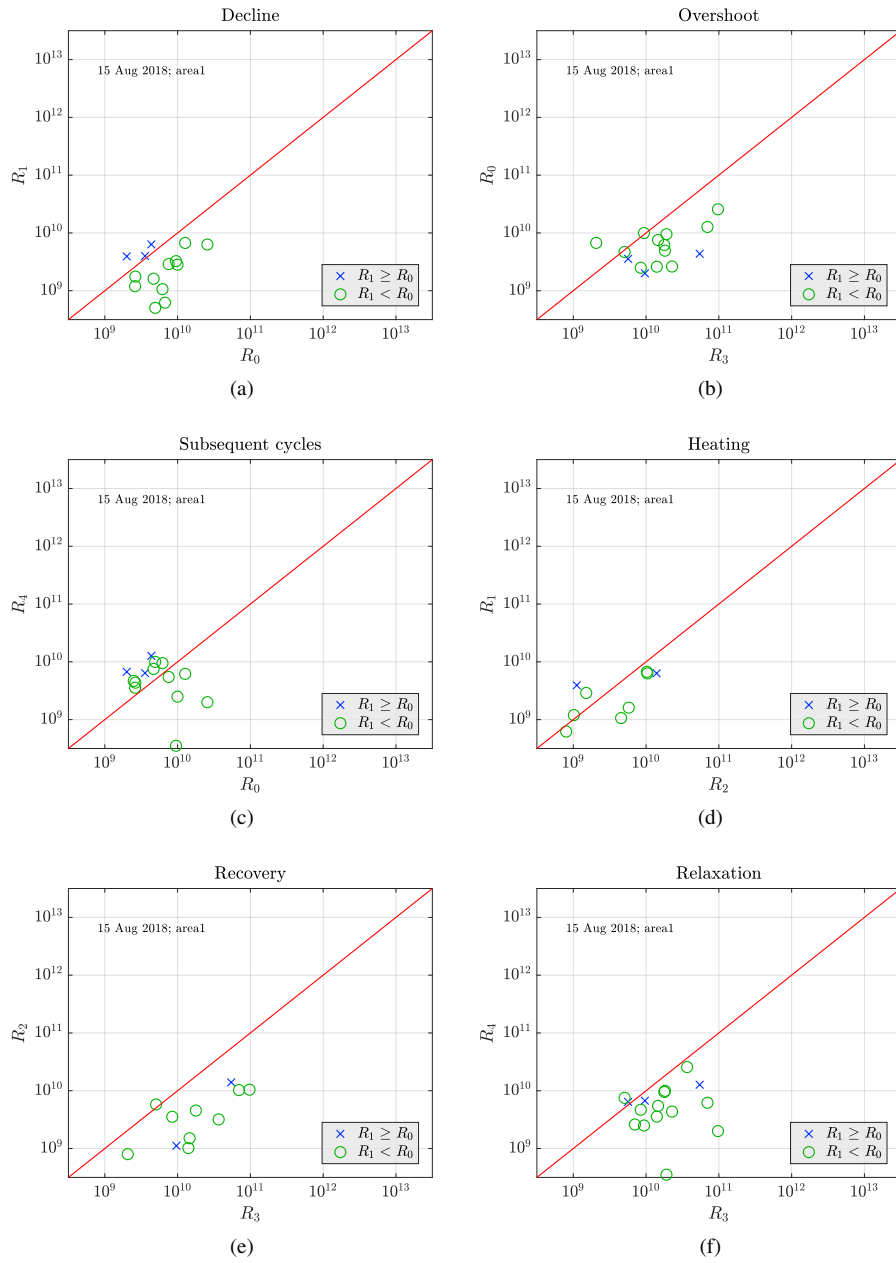 Decline
Overshoot
10^13
15 Aug 2018; area1
10^12
10^11
R_1
10^10
10^9
R_1 ≥ R_0
R_1 < R_0
10^9 10^10 10^11 10^12 10^13
R_0
(a)
10^13
15 Aug 2018; area1
10^12
10^11
R_0
10^10
10^9
R_1 ≥ R_0
R_1 < R_0
10^9 10^10 10^11 10^12 10^13
R_3
(b)
Subsequent cycles
Heating
10^13
15 Aug 2018; area1
10^12
10^11
R_4
10^10
10^9
R_1 ≥ R_0
R_1 < R_0
10^9 10^10 10^11 10^12 10^13
R_0
(c)
10^13
15 Aug 2018; area1
10^12
10^11
R_1
10^10
10^9
R_1 ≥ R_0
R_1 < R_0
10^9 10^10 10^11 10^12 10^13
R_2
(d)
Recovery
Relaxation
10^13
15 Aug 2018; area1
10^12
10^11
R_2
10^10
10^9
R_1 ≥ R_0
R_1 < R_0
10^9 10^10 10^11 10^12 10^13
R_3
(e)
10^13
15 Aug 2018; area1
10^12
10^11
R_4
10^10
10^9
R_1 ≥ R_0
R_1 < R_0
10^9 10^10 10^11 10^12 10^13
R_3
(f)